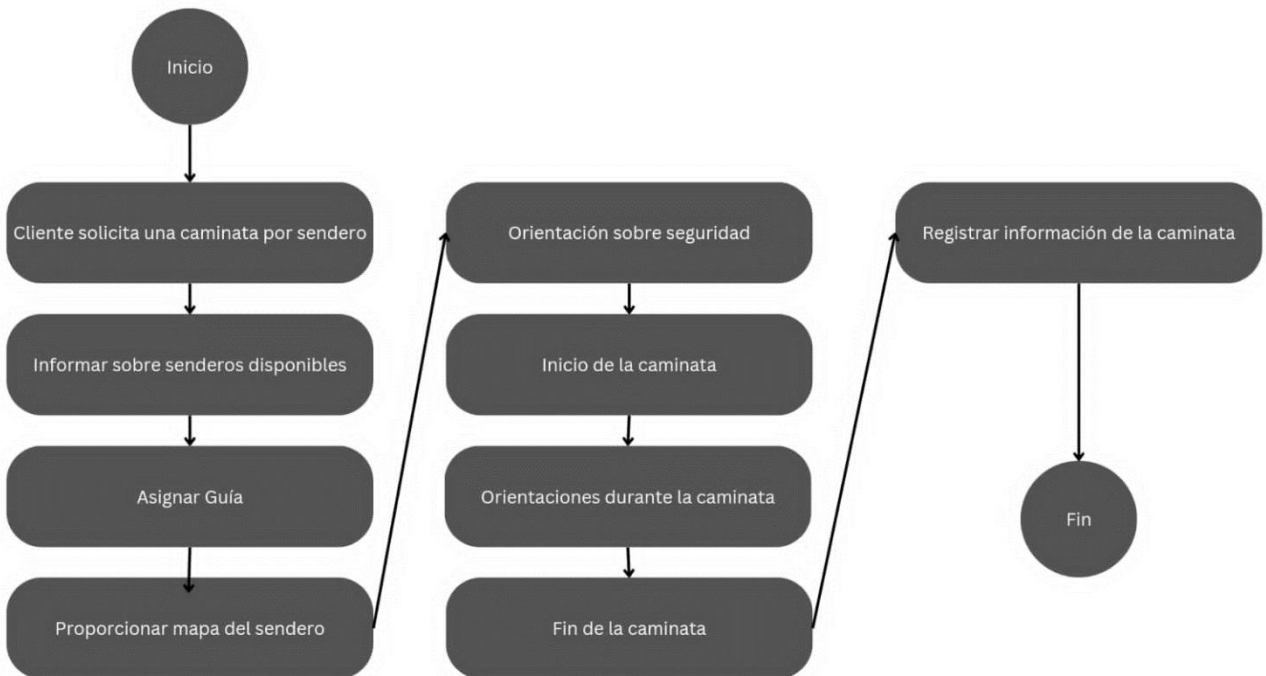 Inicio
Cliente solicita una caminata por sendero
Informar sobre senderos disponibles
Asignar Guía
Proporcionar mapa del sendero
Orientación sobre seguridad
Inicio de la caminata
Orientaciones durante la caminata
Fin de la caminata
Registrar información de la caminata
Fin